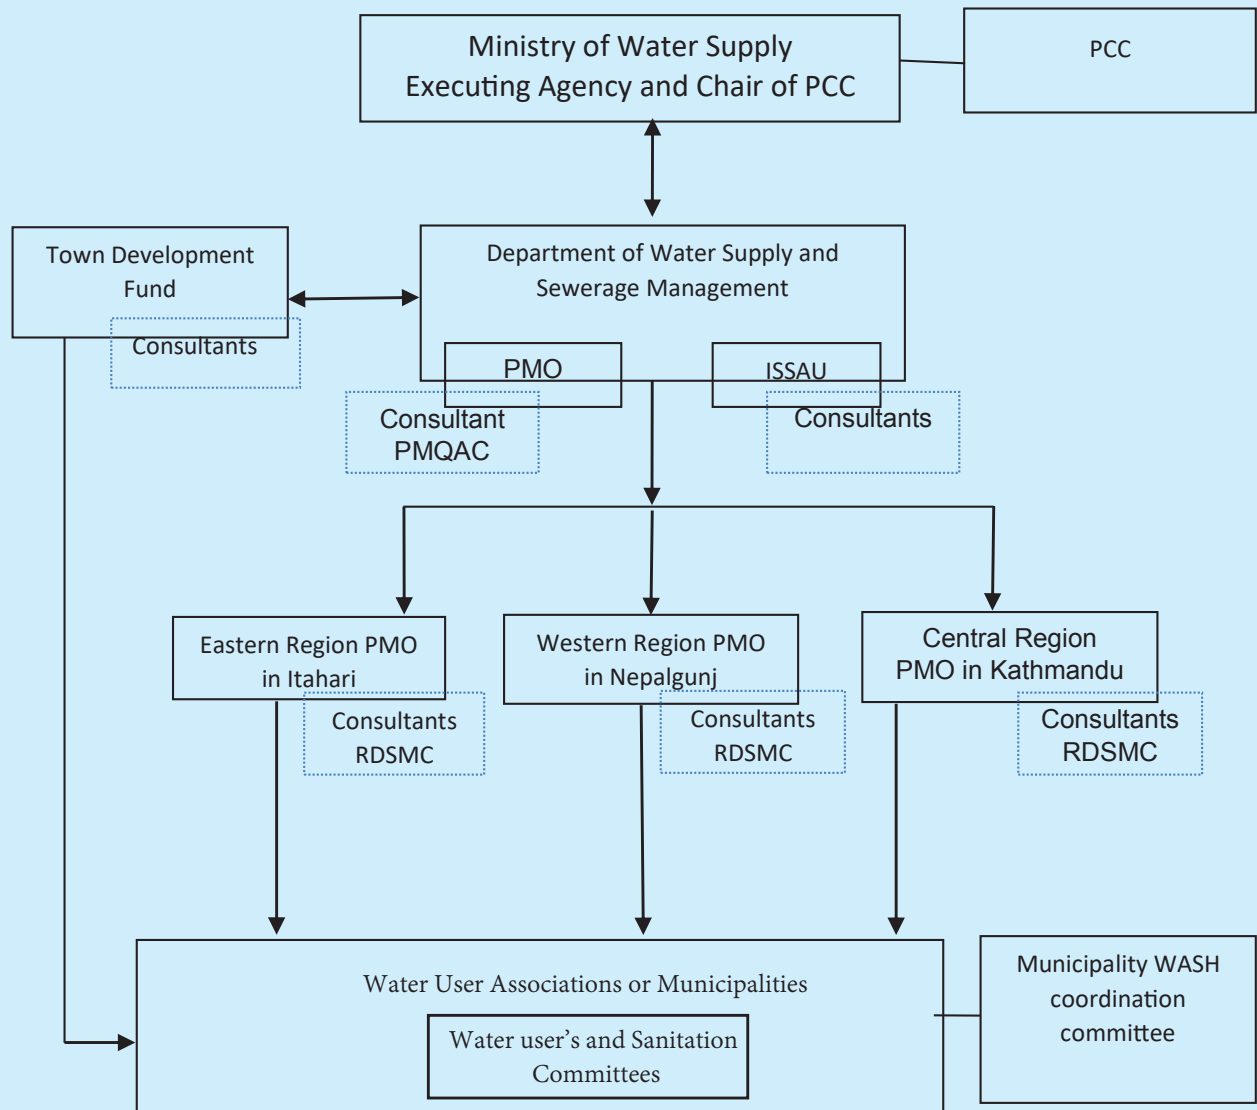 Ministry of Water Supply
Executing Agency and Chair of PCC
PCC
Town Development
Fund
Consultants
Department of Water Supply and
Sewerage Management
PMO
ISSAU
Consultant
PMQAC
Consultants
Eastern Region PMO
in Itahari
Consultants
RDSMC
Western Region PMO
in Nepalgunj
Consultants
RDSMC
Central Region
PMO in Kathmandu
Consultants
RDSMC
Water User Associations or Municipalities
Water user's and Sanitation
Committees
Municipality WASH
coordination
committee